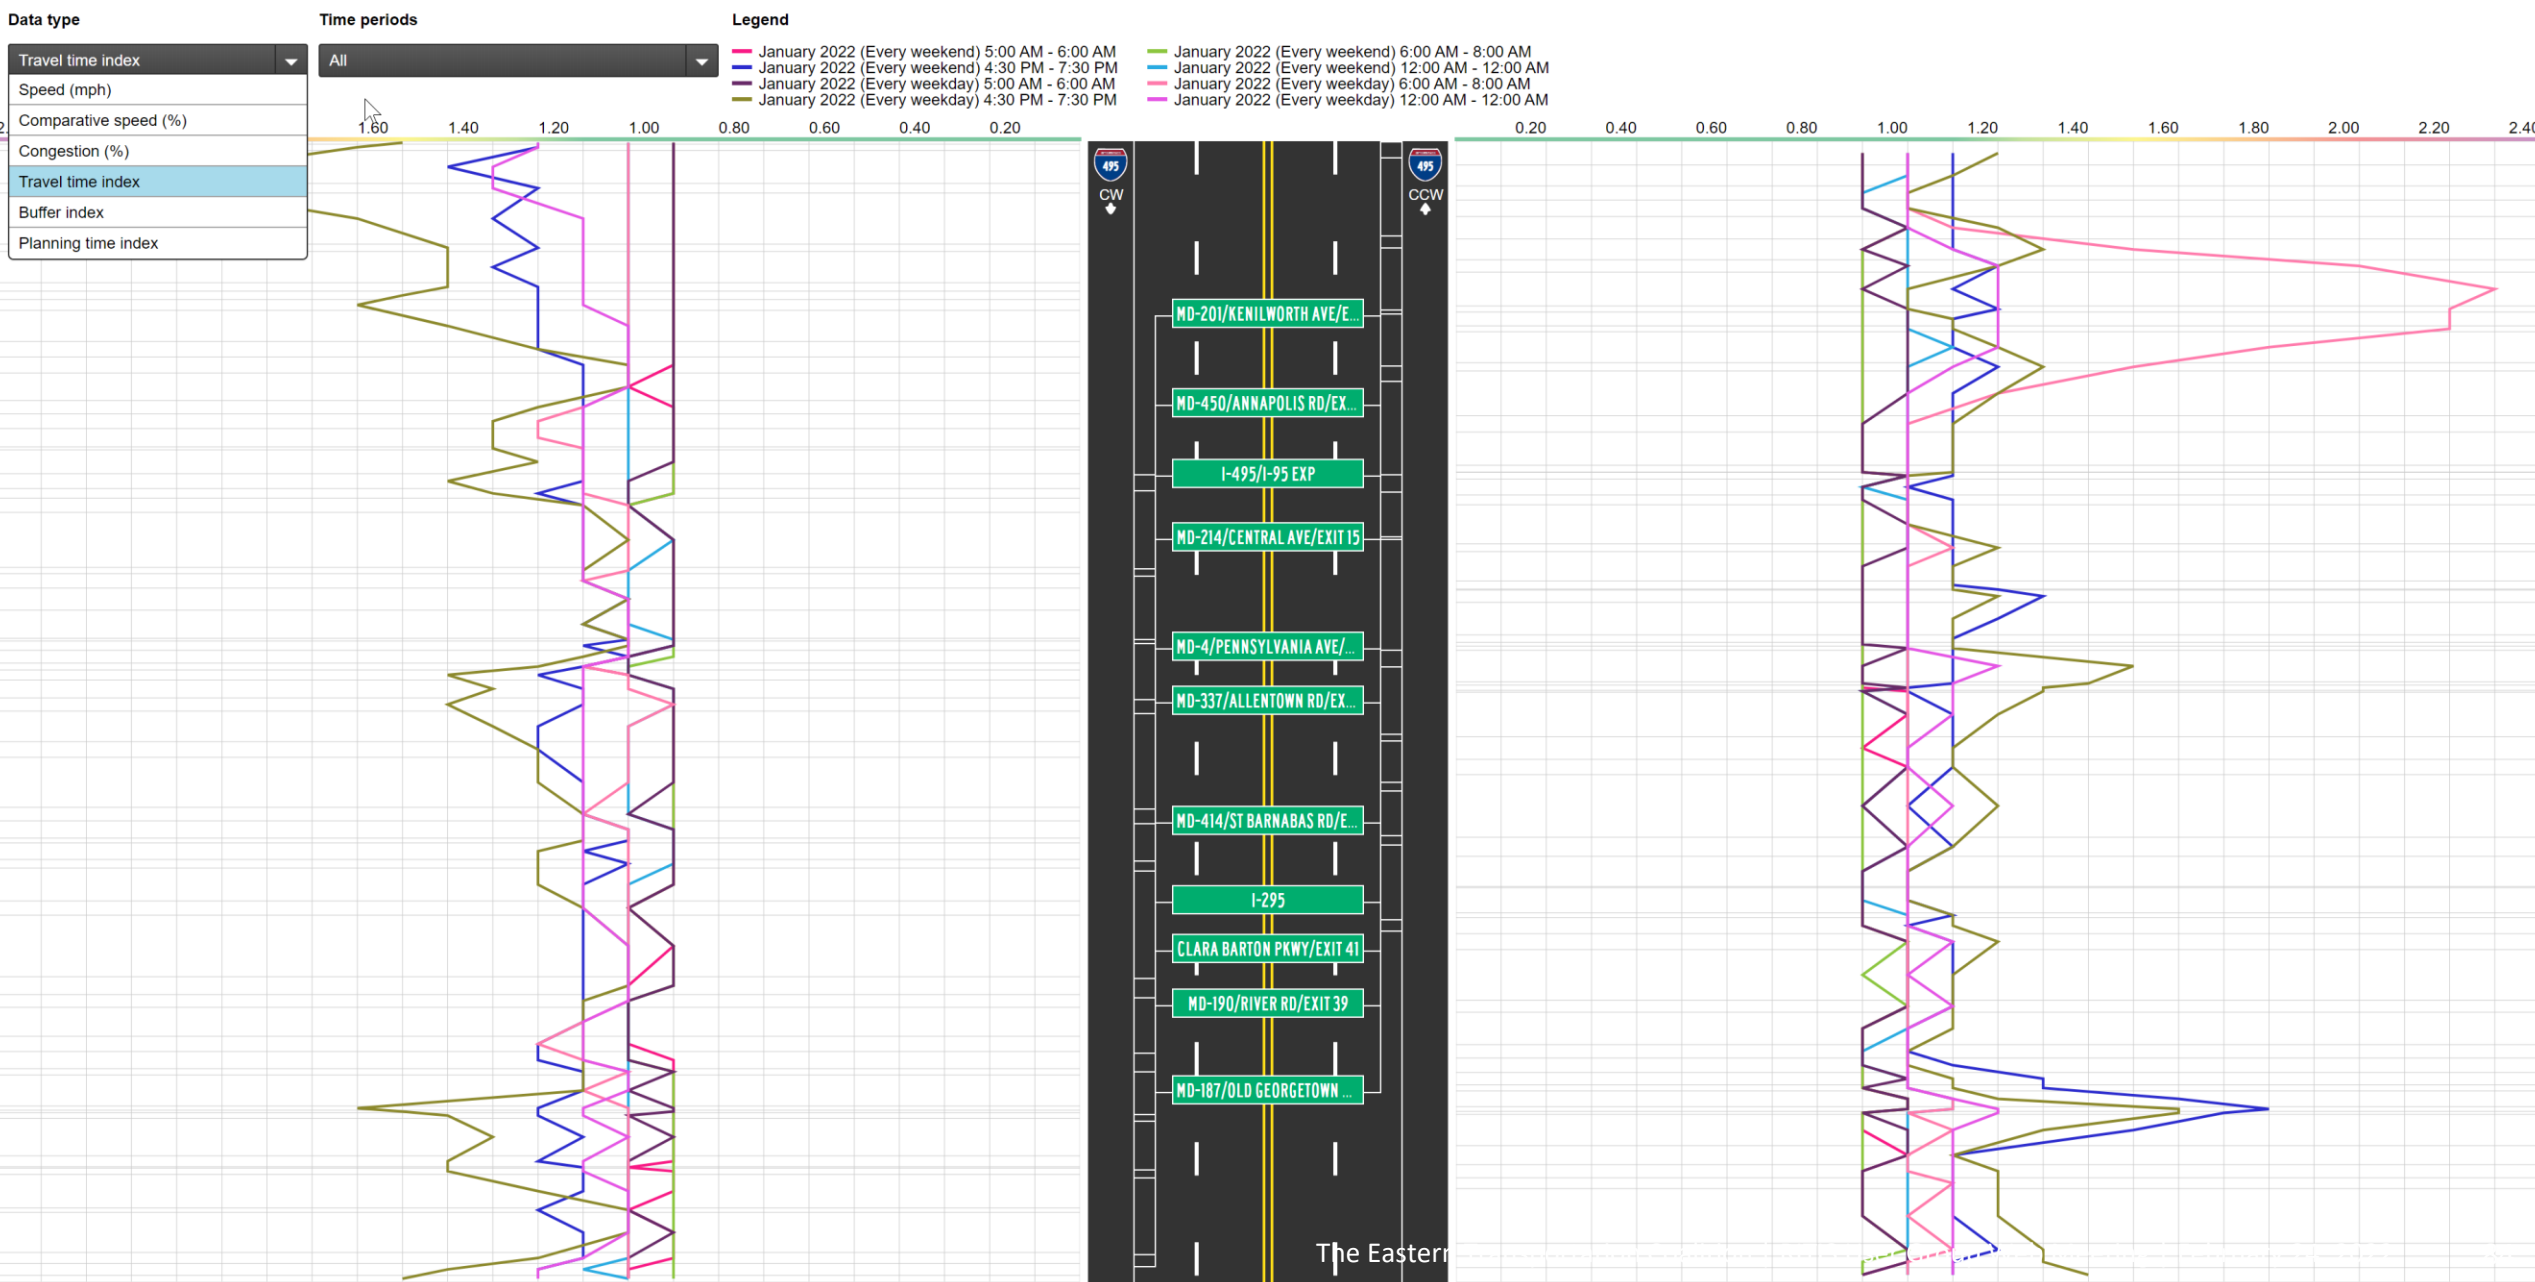 Data type
Time periods
Legend
Travel time index
All
Speed (mph)
Comparative speed (%)
Congestion (%)
Travel time index
Buffer index
Planning time index
January 2022 (Every weekend) 5:00 AM - 6:00 AM
January 2022 (Every weekend) 4:30 PM - 7:30 PM
January 2022 (Every weekday) 5:00 AM - 6:00 AM
January 2022 (Every weekday) 4:30 PM - 7:30 PM
January 2022 (Every weekend) 6:00 AM - 8:00 AM
January 2022 (Every weekend) 12:00 AM - 12:00 AM
January 2022 (Every weekday) 6:00 AM - 8:00 AM
January 2022 (Every weekday) 12:00 AM - 12:00 AM
1.60 1.40 1.20 1.00 0.80 0.60 0.40 0.20
0.20 0.40 0.60 0.80 1.00 1.20 1.40 1.60 1.80 2.00 2.20 2.40
495
CW
495
CCW
MD-201/KENILWORTH AVE/E...
MD-450/ANNAPOLIS RD/EX...
I-495/I-95 EXP
MD-214/CENTRAL AVE/EXIT 15
MD-4/PENNSYLVANIA AVE/...
MD-337/ALLENTOWN RD/EX...
MD-414/ST BARNABAS RD/E...
I-295
CLARA BARTON PKWY/EXIT 41
MD-190/RIVER RD/EXIT 39
MD-187/OLD GEORGETOWN ...
The Eastern